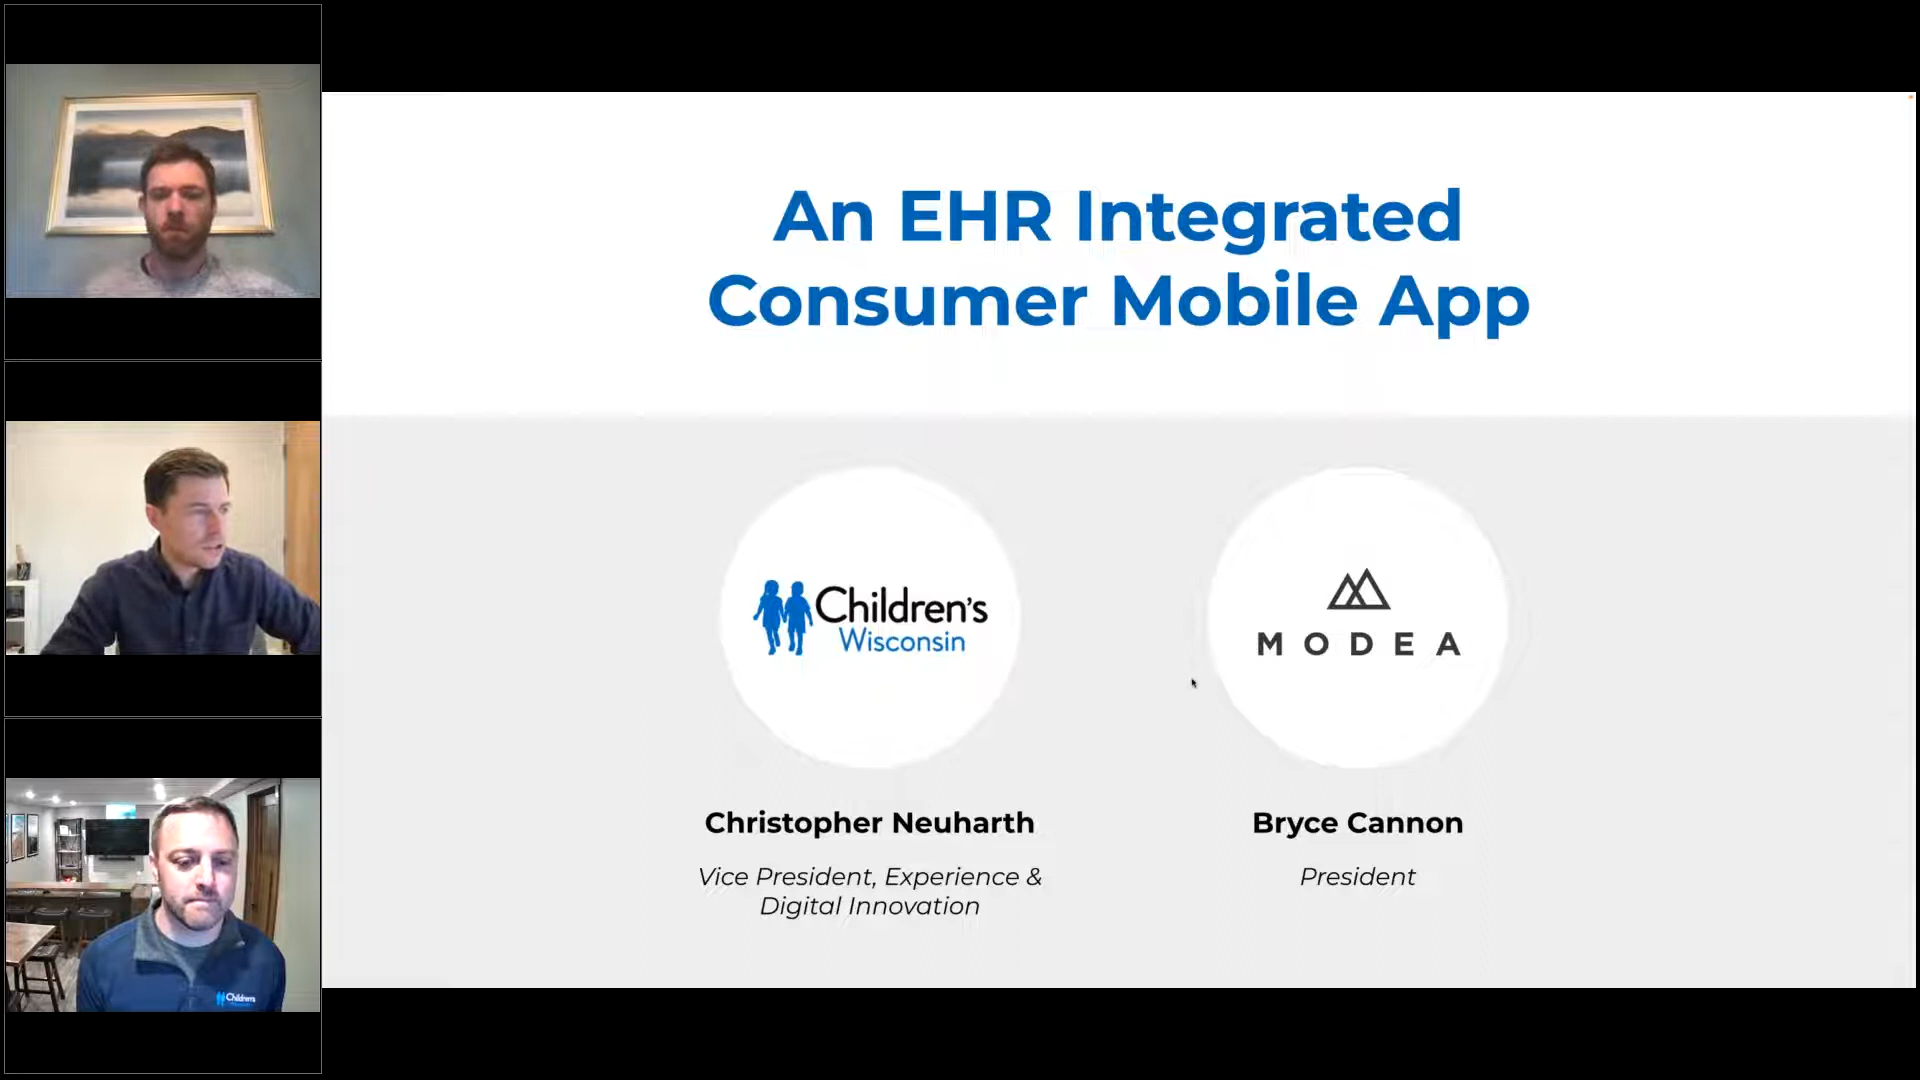 An EHR Integrated
Consumer Mobile App
Children's
Wisconsin
MODEA
Christopher Neuharth
Vice President, Experience &
Digital Innovation
Bryce Cannon
President
Children's